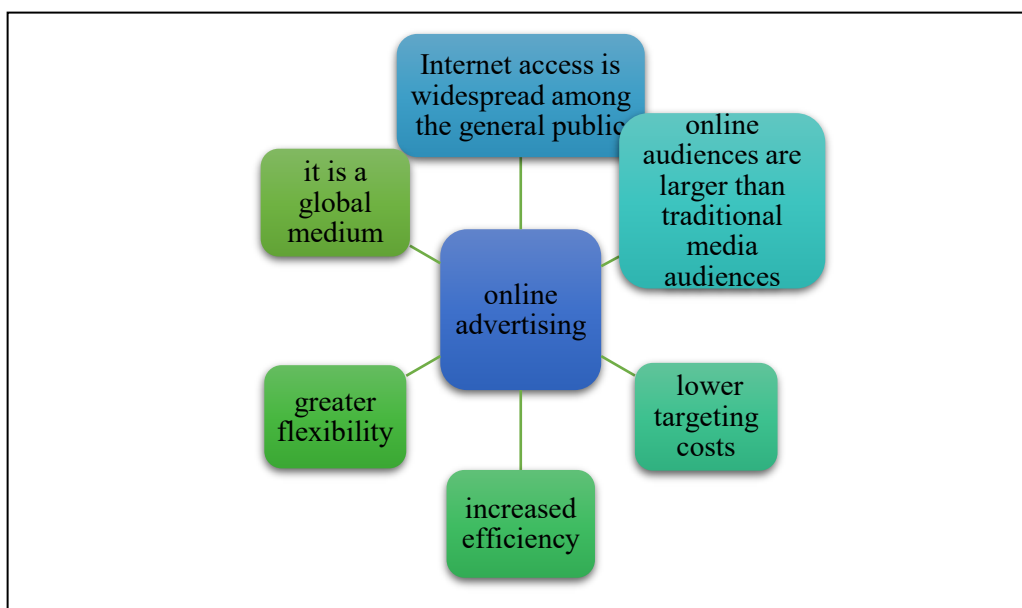 Internet access is
widespread among
the general public
online
audiences are
larger than
traditional
media
audiences
it is a
global
medium
online
advertising
greater
flexibility
lower
targeting
costs
increased
efficiency